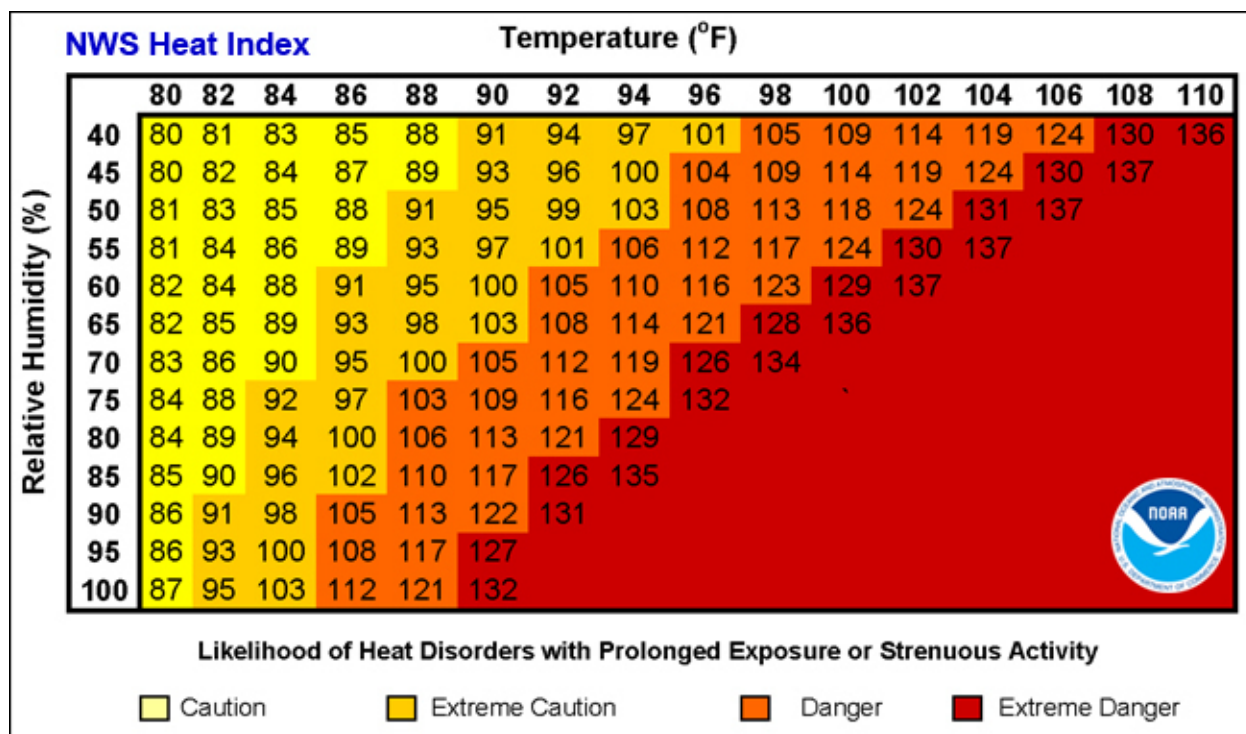 NWS Heat Index
Temperature (°F)
80 82 84 86 88 90 92 94 96 98 100 102 104 106 108 110
Relative Humidity (%)
40 80 81 83 85 88 91 94 97 101 105 109 114 119 124 130 136
45 80 82 84 87 89 93 96 100 104 109 114 119 124 130 137
50 81 83 85 88 91 95 99 103 108 113 118 124 131 137
55 81 84 86 89 93 97 101 106 112 117 124 130 137
60 82 84 88 91 95 100 105 110 116 123 129 137
65 82 85 89 93 98 103 108 114 121 128 136
70 83 86 90 95 100 105 112 119 126 134
75 84 88 92 97 103 109 116 124 132
80 84 89 94 100 106 113 121 129
85 85 90 96 102 110 117 126 135
90 86 91 98 105 113 122 131
95 86 93 100 108 117 127
100 87 95 103 112 121 132
NATIONAL OCEANIC AND ATMOSPHERIC ADMINISTRATION
NOAA
U.S. DEPARTMENT OF COMMERCE
Likelihood of Heat Disorders with Prolonged Exposure or Strenuous Activity
Caution Extreme Caution Danger Extreme Danger